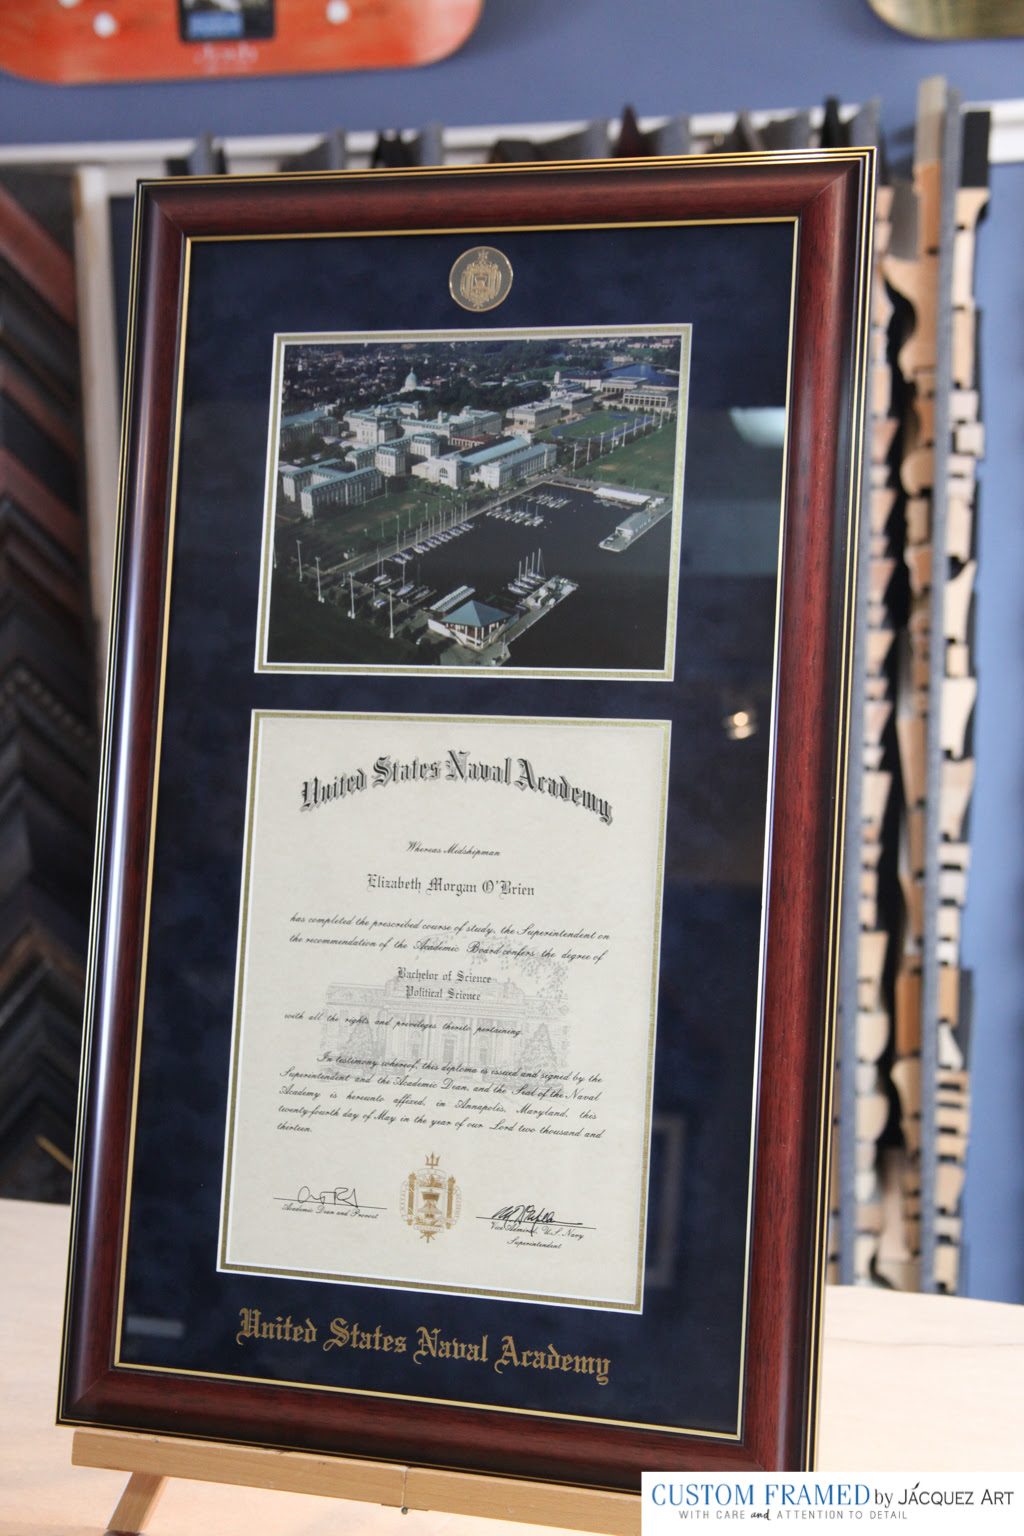 United States Naval Academy
Whereas Midshipman
Elizabeth Morgan O'Brien
has completed the prescribed course of study, the Superintendent on
the recommendation of the Academic Board confers the degree of
Bachelor of Science
Political Science
with all the rights and privileges thereto pertaining.
In testimony whereof, this diploma is issued and signed by the
Superintendent and the Academic Dean, and the Seal of the Naval
Academy is hereunto affixed, in Annapolis, Maryland, this
twenty-fourth day of May in the year of our Lord two thousand and
thirteen.
Academic Dean and Provost
Vice Admiral, U.S. Navy
Superintendent
United States Naval Academy
CUSTOM FRAMED by JÁCQUEZ ART
WITH CARE and ATTENTION TO DETAIL